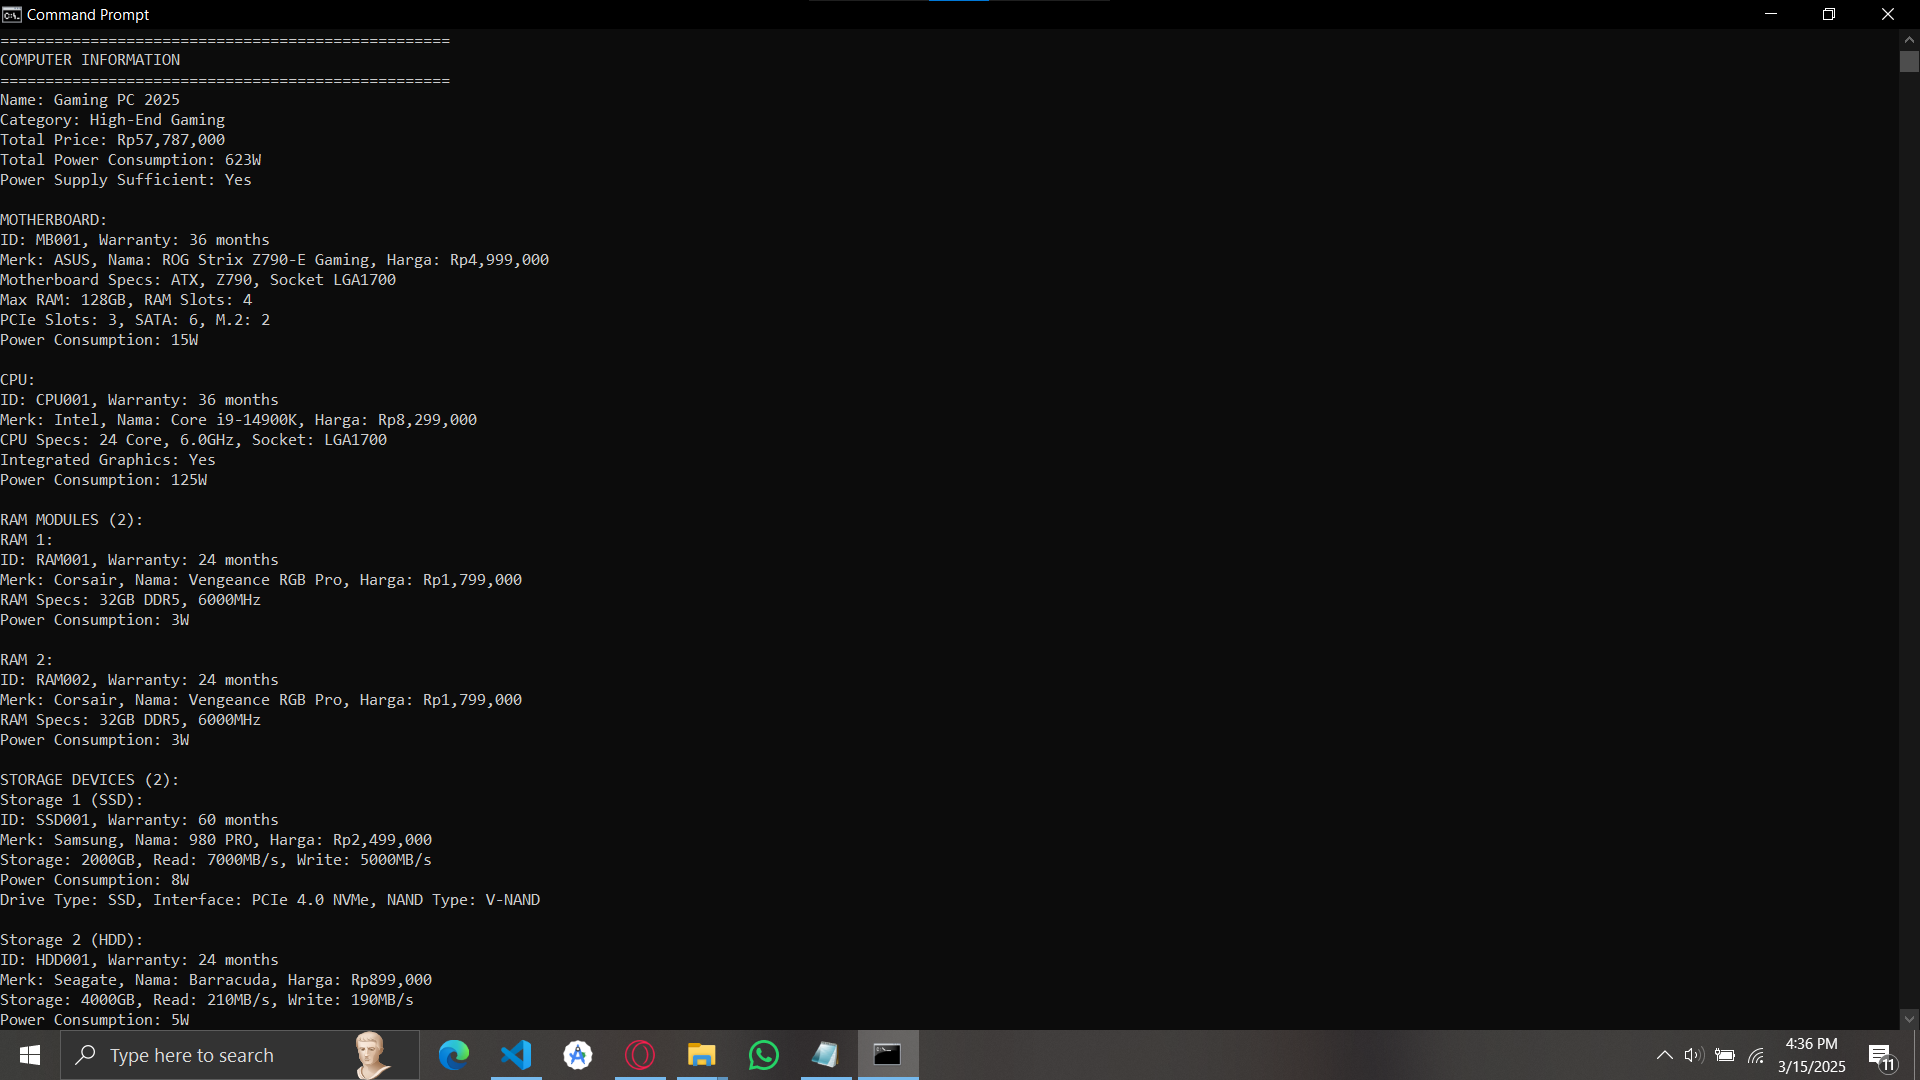 Command Prompt
==================================================
COMPUTER INFORMATION
==================================================
Name: Gaming PC 2025
Category: High-End Gaming
Total Price: Rp57,787,000
Total Power Consumption: 623W
Power Supply Sufficient: Yes
MOTHERBOARD:
ID: MB001, Warranty: 36 months
Merk: ASUS, Nama: ROG Strix Z790-E Gaming, Harga: Rp4,999,000
Motherboard Specs: ATX, Z790, Socket LGA1700
Max RAM: 128GB, RAM Slots: 4
PCIe Slots: 3, SATA: 6, M.2: 2
Power Consumption: 15W
CPU:
ID: CPU001, Warranty: 36 months
Merk: Intel, Nama: Core i9-14900K, Harga: Rp8,299,000
CPU Specs: 24 Core, 6.0GHz, Socket: LGA1700
Integrated Graphics: Yes
Power Consumption: 125W
RAM MODULES (2):
RAM 1:
ID: RAM001, Warranty: 24 months
Merk: Corsair, Nama: Vengeance RGB Pro, Harga: Rp1,799,000
RAM Specs: 32GB DDR5, 6000MHz
Power Consumption: 3W
RAM 2:
ID: RAM002, Warranty: 24 months
Merk: Corsair, Nama: Vengeance RGB Pro, Harga: Rp1,799,000
RAM Specs: 32GB DDR5, 6000MHz
Power Consumption: 3W
STORAGE DEVICES (2):
Storage 1 (SSD):
ID: SSD001, Warranty: 60 months
Merk: Samsung, Nama: 980 PRO, Harga: Rp2,499,000
Storage: 2000GB, Read: 7000MB/s, Write: 5000MB/s
Power Consumption: 8W
Drive Type: SSD, Interface: PCIe 4.0 NVMe, NAND Type: V-NAND
Storage 2 (HDD):
ID: HDD001, Warranty: 24 months
Merk: Seagate, Nama: Barracuda, Harga: Rp899,000
Storage: 4000GB, Read: 210MB/s, Write: 190MB/s
Power Consumption: 5W
Type here to search
4:36 PM
3/15/2025
11